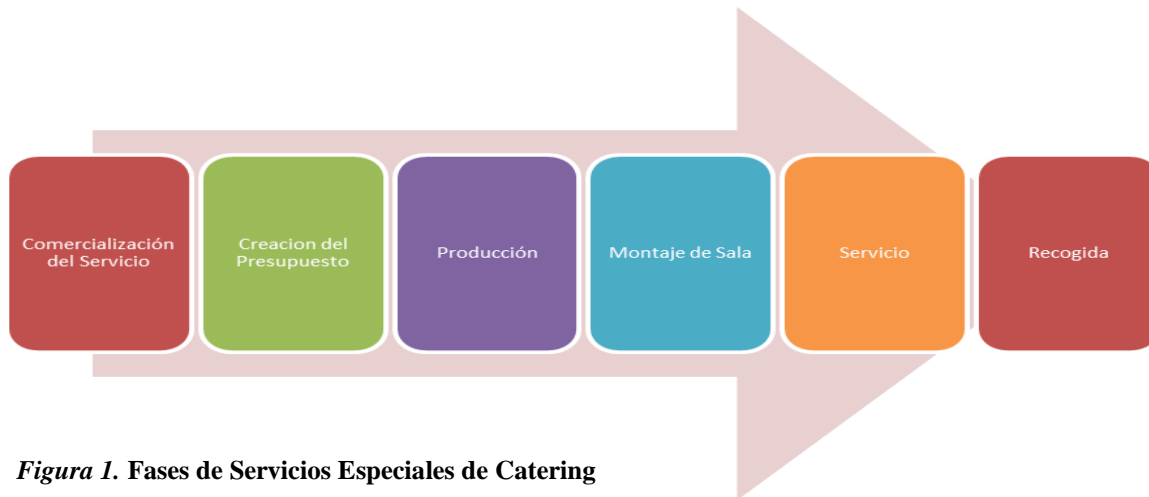 Comercialización
del Servicio
Creacion del
Presupuesto
Producción
Montaje de Sala
Servicio
Recogida
Figura 1. Fases de Servicios Especiales de Catering